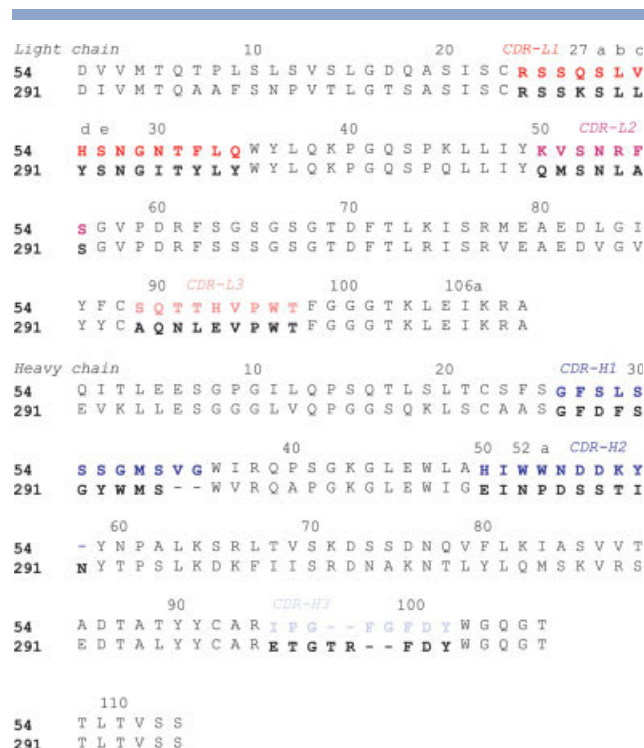 Light chain 10 20 CDR-L1 27 a b c
54 D V V M T Q T P L S L S V S L G D Q A S I S C R S S Q S L V
291 D I V M T Q A A F S N P V T L G T S A S I S C R S S K S L L
d e 30 40 50 CDR-L2
54 H S N G N T F L Q W Y L Q K P G Q S P K L L I Y K V S N R F
291 Y S N G I T Y L Y W Y L Q K P G Q S P Q L L I Y Q M S N L A
60 70 80
54 S G V P D R F S G S G S G T D F T L K I S R M E A E D L G I
291 S G V P D R F S S S G S G T D F T L R I S R V E A E D V G V
90 CDR-L3 100 106a
54 Y F C S Q T T H V P W T F G G G T K L E I K R A
291 Y Y C A Q N L E V P W T F G G G T K L E I K R A
Heavy chain 10 20 CDR-H1 30
54 Q I T L E E S G P G I L Q P S Q T L S L T C S F S G F S L S
291 E V K L L E S G G G L V Q P G G S Q K L S C A A S G F D F S
40 50 52 a CDR-H2
54 S S G M S V G W I R Q P S G K G L E W L A H I W W N D D K Y
291 G Y W M S - - W V R Q A P G K G L E W I G E I N P D S S T I
60 70 80
54 - Y N P A L K S R L T V S K D S S D N Q V F L K I A S V V T
291 N Y T P S L K D K F I I S R D N A K N T L Y L Q M S K V R S
90 CDR-H3 100
54 A D T A T Y Y C A R I P G - - F G F D Y W G Q G T
291 E D T A L Y Y C A R E T G T R - - F D Y W G Q G T
110
54 T L T V S S
291 T L T V S S